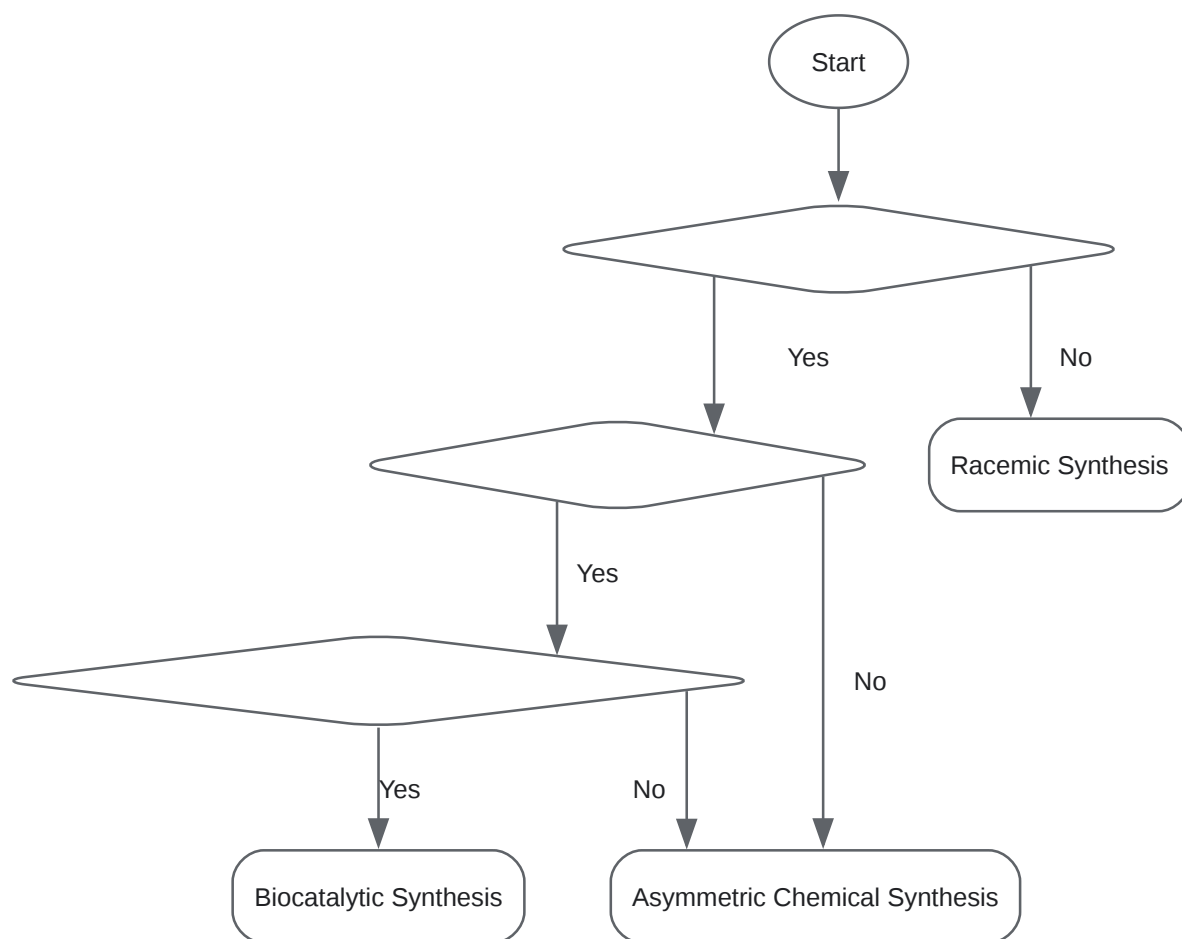 Start
Yes
No
Racemic Synthesis
Yes
No
Yes
No
Biocatalytic Synthesis
Asymmetric Chemical Synthesis